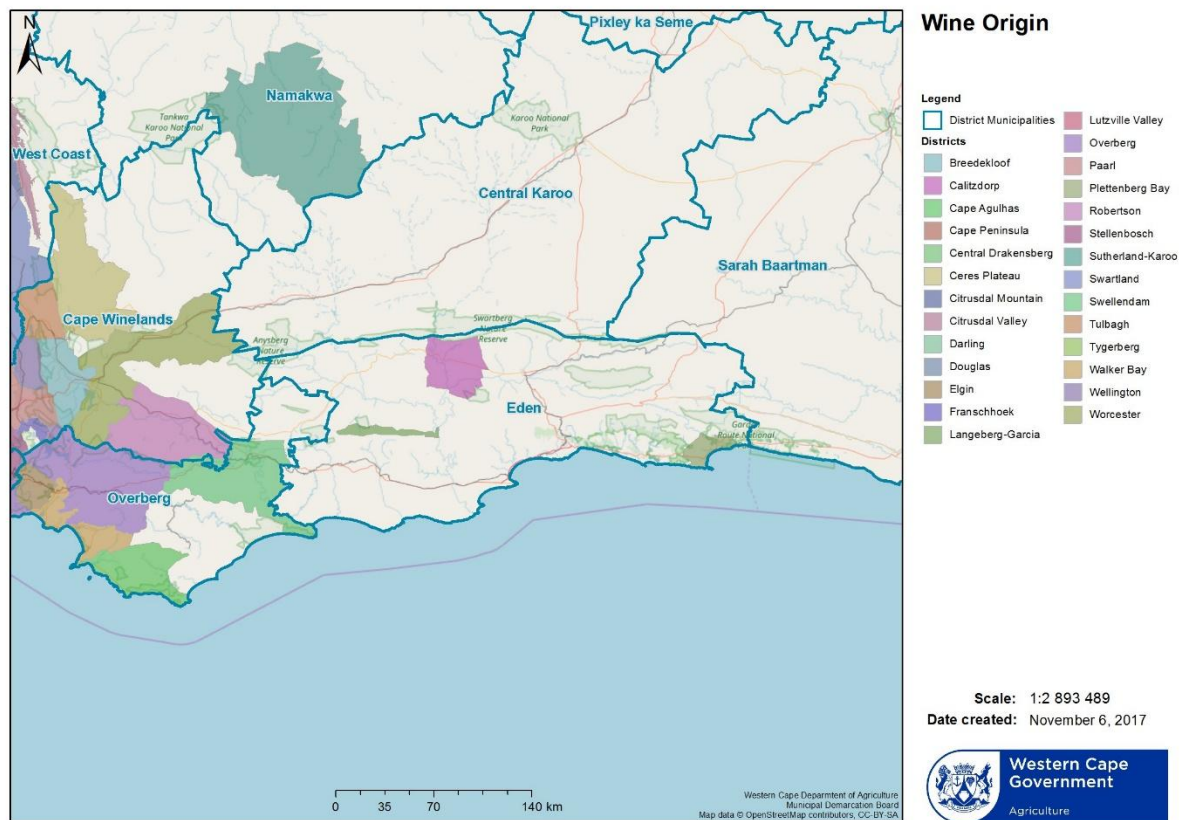 Wine Origin
N
Pixley ka Seme
Namakwa
Tankwa
Karoo National
Park
Karoo National
Park
West Coast
Central Karoo
Sarah Baartman
Cape Winelands
Anysberg
Nature
Reserve
Swartberg
Nature
Reserve
Eden
Garden
Route National
Overberg
0 35 70 140 km
Western Cape Department of Agriculture
Municipal Demarcation Board
Map data © OpenStreetMap contributors, CC-BY-SA
Legend
District Municipalities
Districts
Breedekloof
Calitzdorp
Cape Agulhas
Cape Peninsula
Central Drakensberg
Ceres Plateau
Citrusdal Mountain
Citrusdal Valley
Darling
Douglas
Elgin
Franschhoek
Langeberg-Garcia
Lutzville Valley
Overberg
Paarl
Plettenberg Bay
Robertson
Stellenbosch
Sutherland-Karoo
Swartland
Swellendam
Tulbagh
Tygerberg
Walker Bay
Wellington
Worcester
Scale: 1:2 893 489
Date created: November 6, 2017
Western Cape
Government
Agriculture